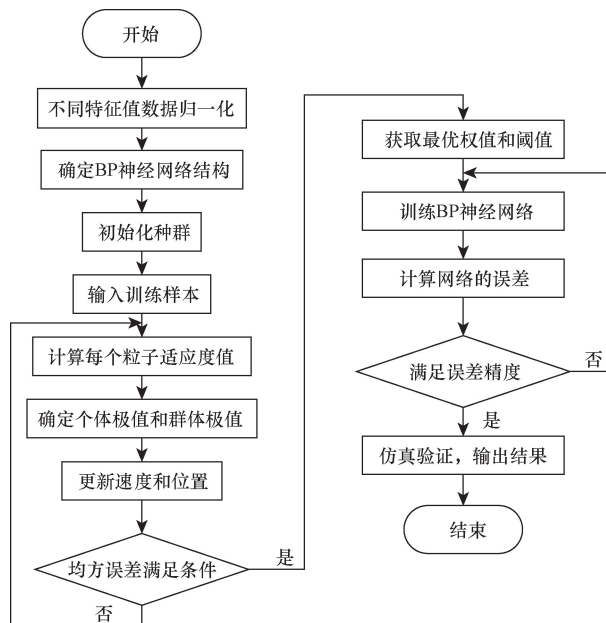 开始
不同特征值数据归一化
确定BP神经网络结构
初始化种群
输入训练样本
计算每个粒子适应度值
确定个体极值和群体极值
更新速度和位置
均方误差满足条件
是
否
获取最优权值和阈值
训练BP神经网络
计算网络的误差
满足误差精度
否
是
仿真验证，输出结果
结束